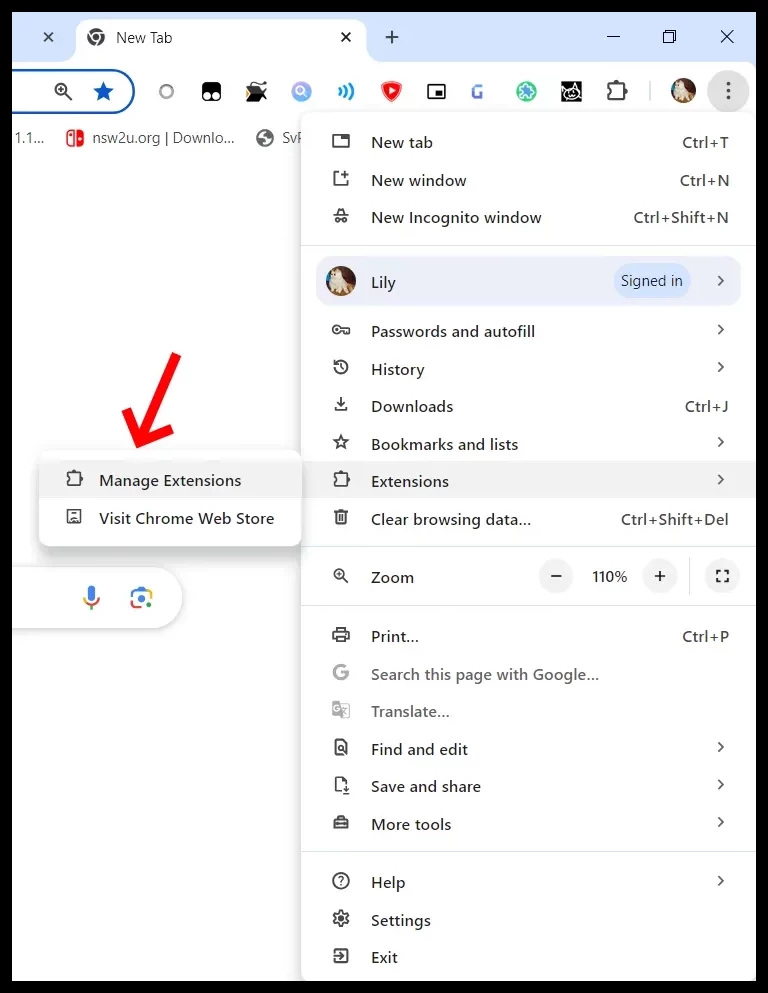 New Tab
1.1...
nsw2u.org | Downlo...
SvF
New tab Ctrl+T
New window Ctrl+N
New Incognito window Ctrl+Shift+N
Lily Signed in
Passwords and autofill
History
Downloads Ctrl+J
Bookmarks and lists
Manage Extensions
Visit Chrome Web Store
Extensions
Clear browsing data... Ctrl+Shift+Del
Zoom 110%
Print... Ctrl+P
Search this page with Google...
Translate...
Find and edit
Save and share
More tools
Help
Settings
Exit